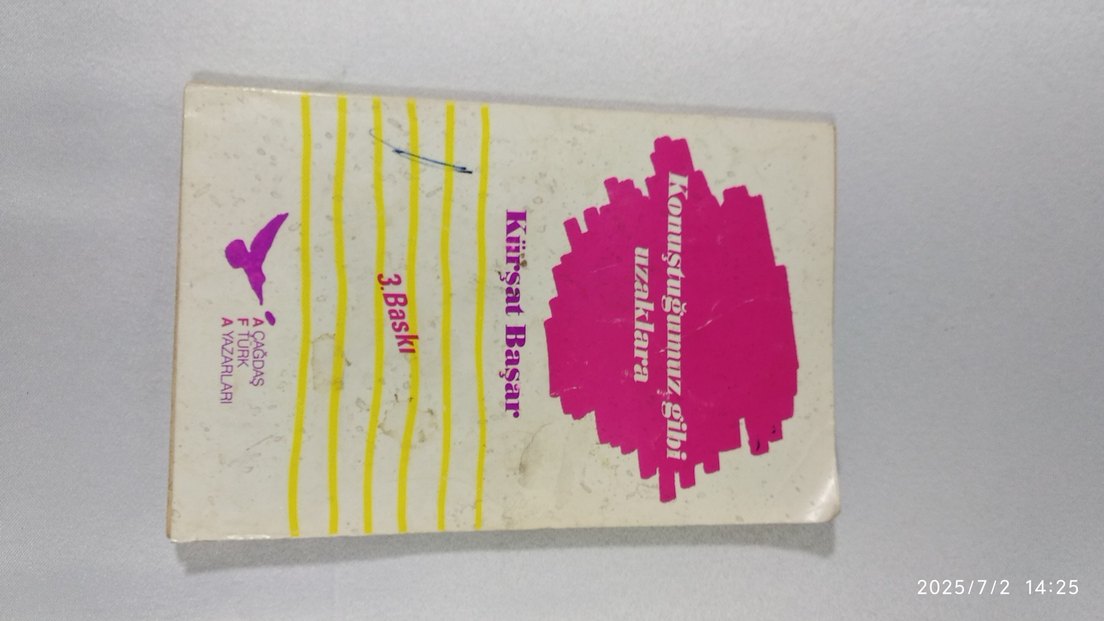 Konuştuğumuz gibi
uzaklara
Kürşat Başar
3.Baskı
A ÇAĞDAŞ
F TÜRK
A YAZARLARI
2025/7/2 14:25